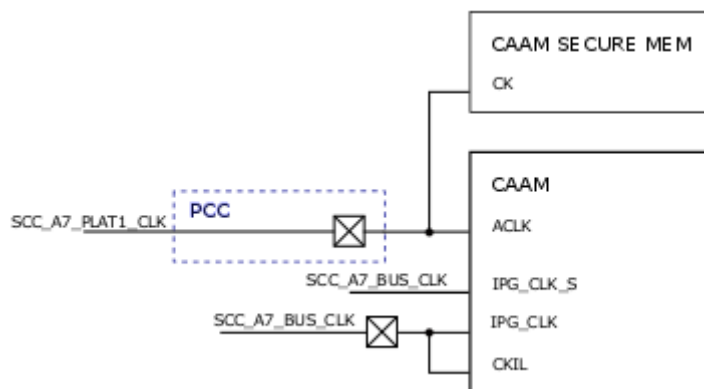 CAAM SECURE MEM
CK
CAAM
PCC
SCC_A7_PLAT1_CLK
ACLK
SCC_A7_BUS_CLK
IPG_CLK_S
SCC_A7_BUS_CLK
IPG_CLK
CKIL